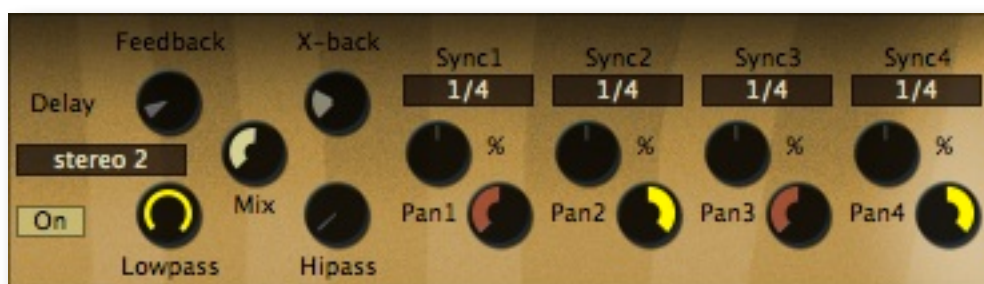 Feedback X-back
Sync1 Sync2 Sync3 Sync4
Delay 1/4 1/4 1/4 1/4
stereo 2 % % % %
On Mix Pan1 Pan2 Pan3 Pan4
Lowpass Hipass